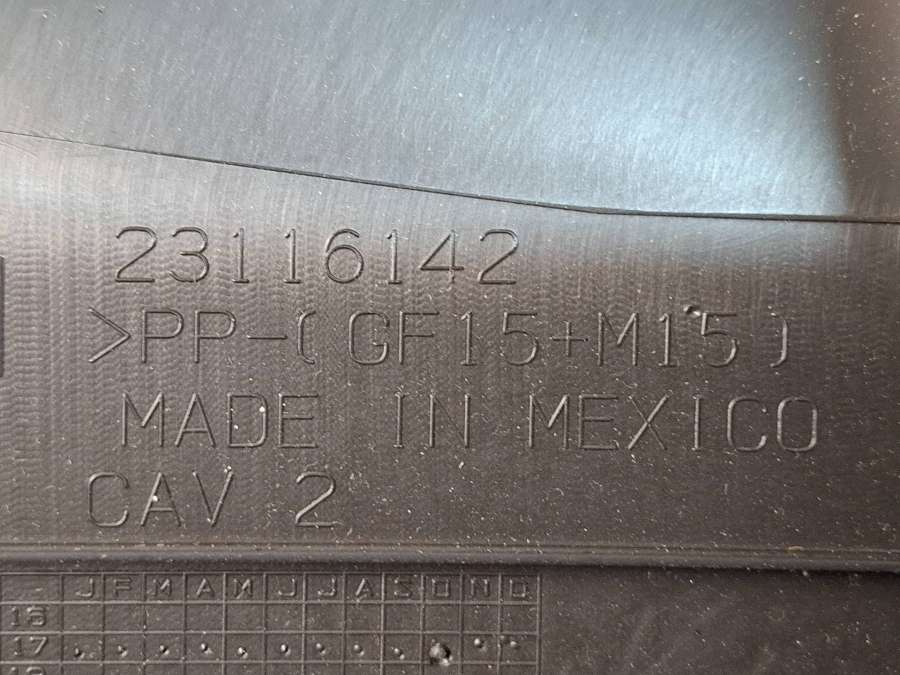 23116142
>PP-(GF15+M15)
MADE IN MEXICO
CAV 2
J F M A M J J A S O N D
16
17